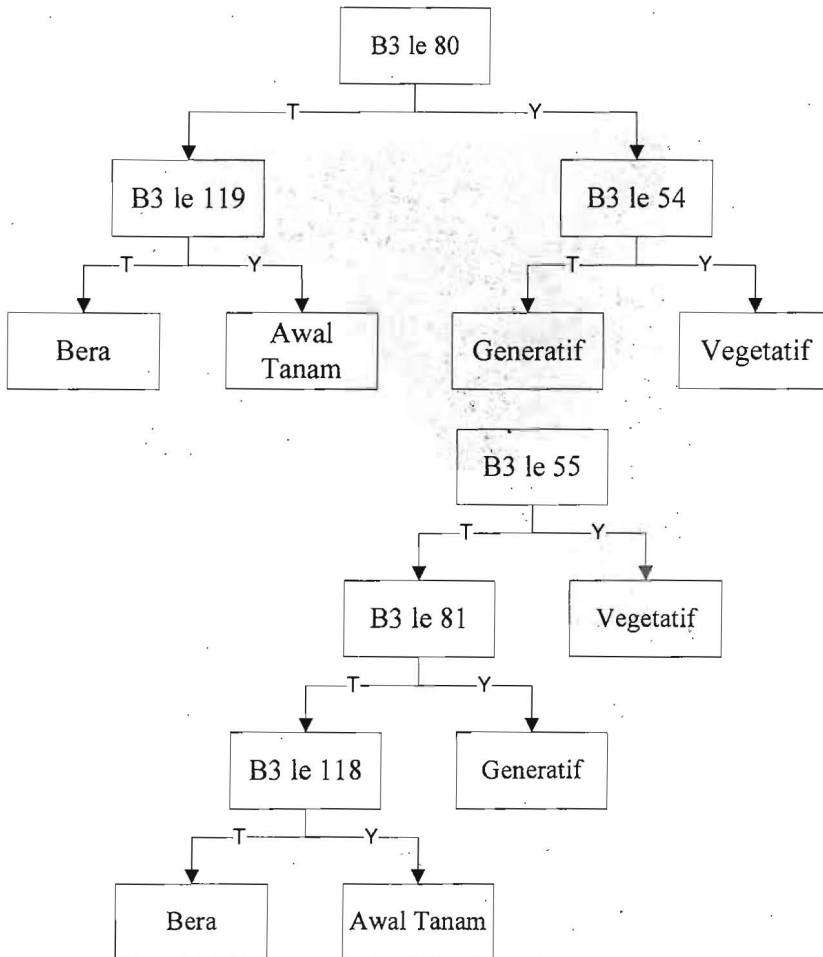 B3 le 80
T Y
B3 le 119 B3 le 54
T Y T Y
Bera Awal Tanam Generatif Vegetatif
B3 le 55
T Y
B3 le 81 Vegetatif
T Y
B3 le 118 Generatif
T Y
Bera Awal Tanam